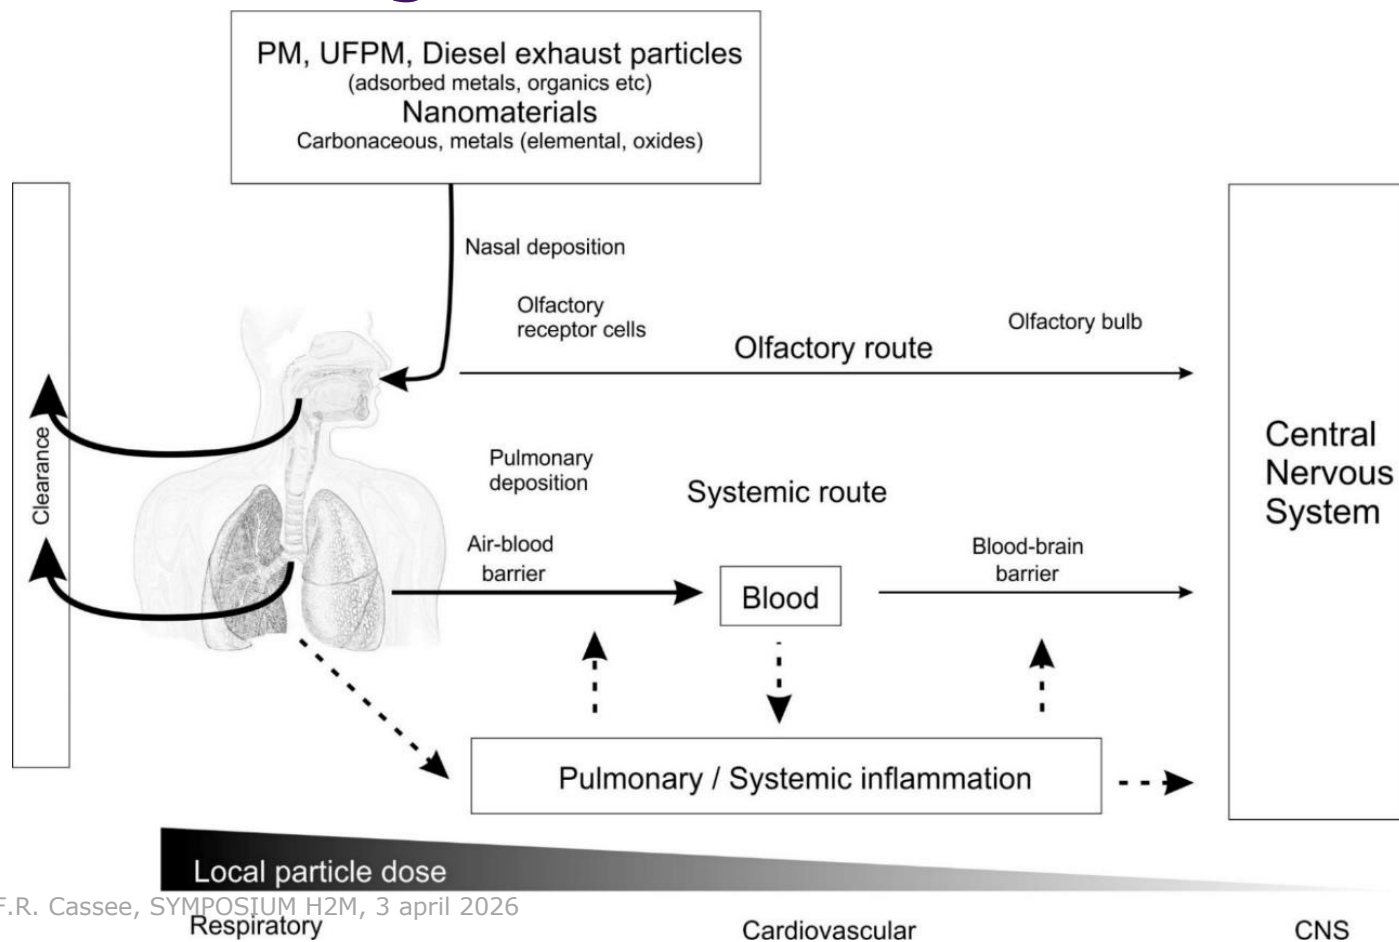 PM, UFPM, Diesel exhaust particles
(adsorbed metals, organics etc)
Nanomaterials
Carbonaceous, metals (elemental, oxides)
Nasal deposition
Olfactory
receptor cells
Olfactory route
Olfactory bulb
Clearance
Pulmonary
deposition
Systemic route
Air-blood
barrier
Blood
Blood-brain
barrier
Central
Nervous
System
Pulmonary / Systemic inflammation
Local particle dose
F.R. Cassee, SYMPOSIUM H2M, 3 april 2026
Respiratory
Cardiovascular
CNS